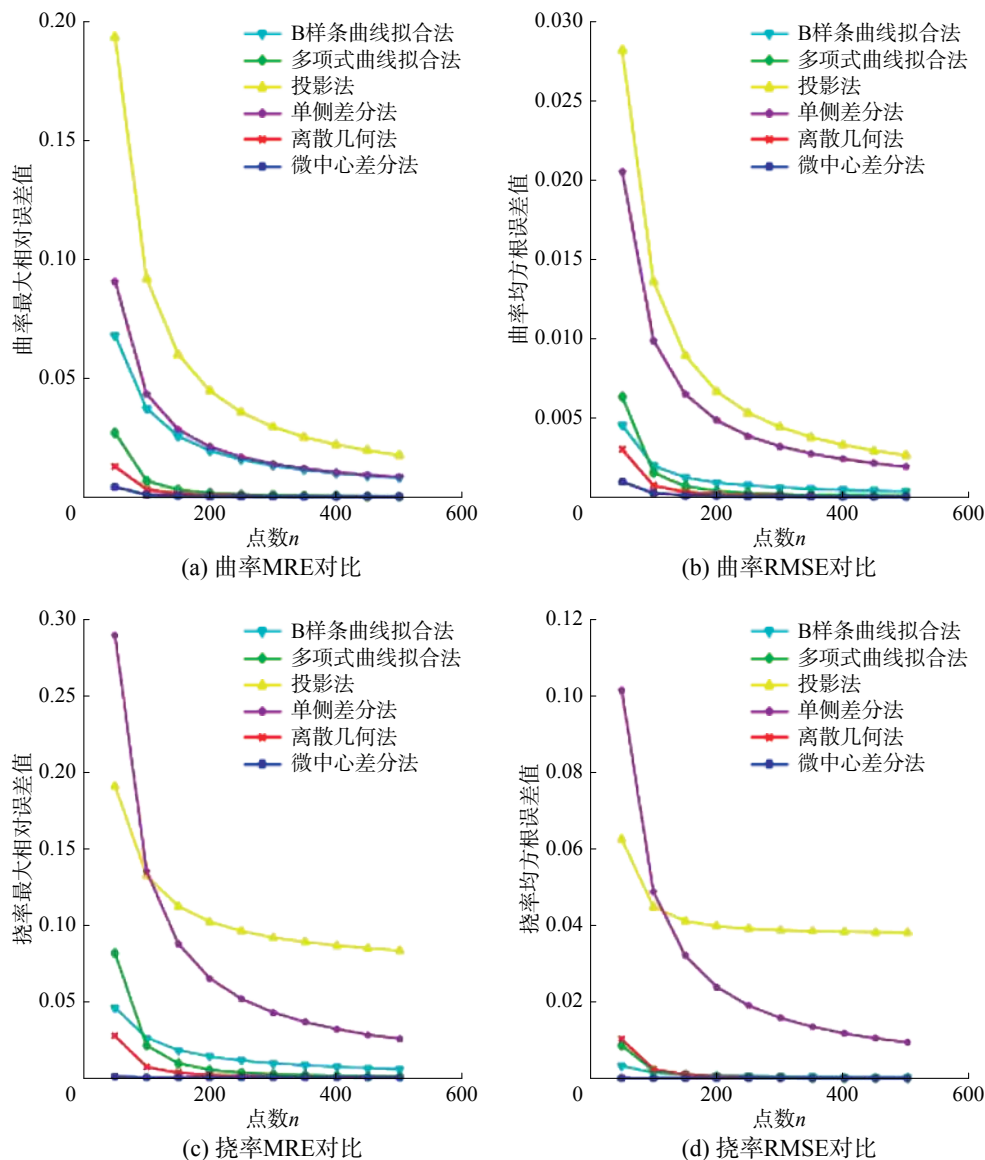 0.20
0.15
0.10
0.05
0
200
400
600
曲率最大相对误差值
点数n
B样条曲线拟合法
多项式曲线拟合法
投影法
单侧差分法
离散几何法
微中心差分法
(a) 曲率MRE对比
0.030
0.025
0.020
0.015
0.010
0.005
0
200
400
600
曲率均方根误差值
点数n
B样条曲线拟合法
多项式曲线拟合法
投影法
单侧差分法
离散几何法
微中心差分法
(b) 曲率RMSE对比
0.30
0.25
0.20
0.15
0.10
0.05
0
200
400
600
挠率最大相对误差值
点数n
B样条曲线拟合法
多项式曲线拟合法
投影法
单侧差分法
离散几何法
微中心差分法
(c) 挠率MRE对比
0.12
0.10
0.08
0.06
0.04
0.02
0
200
400
600
挠率均方根误差值
点数n
B样条曲线拟合法
多项式曲线拟合法
投影法
单侧差分法
离散几何法
微中心差分法
(d) 挠率RMSE对比